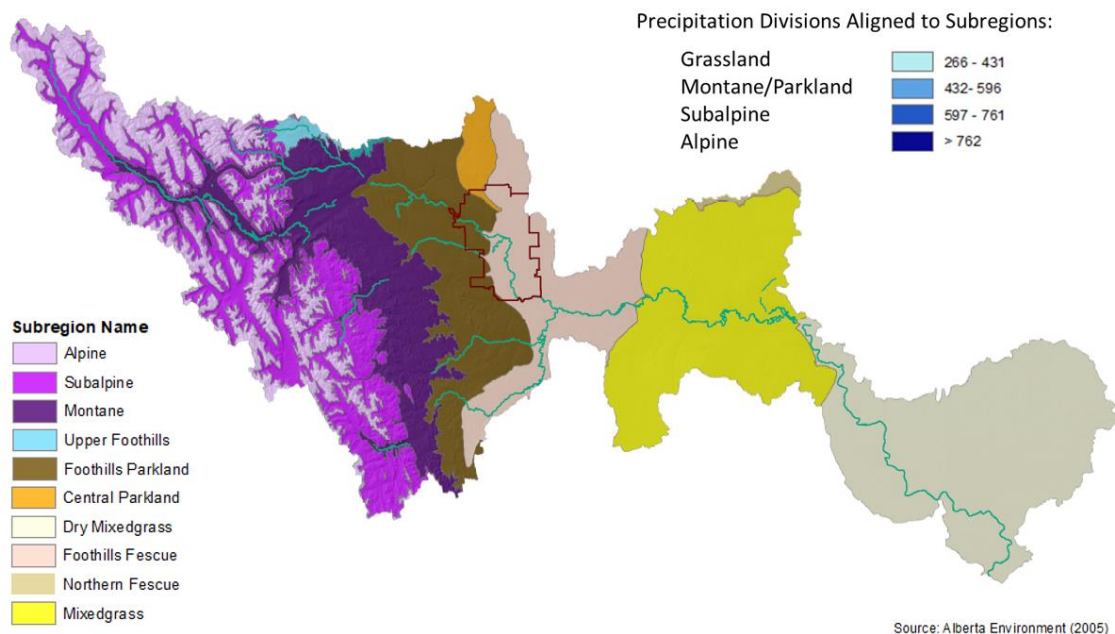 Precipitation Divisions Aligned to Subregions:
Grassland
266 - 431
Montane/Parkland
432- 596
Subalpine
597 - 761
Alpine
> 762
Subregion Name
Alpine
Subalpine
Montane
Upper Foothills
Foothills Parkland
Central Parkland
Dry Mixedgrass
Foothills Fescue
Northern Fescue
Mixedgrass
Source: Alberta Environment (2005)